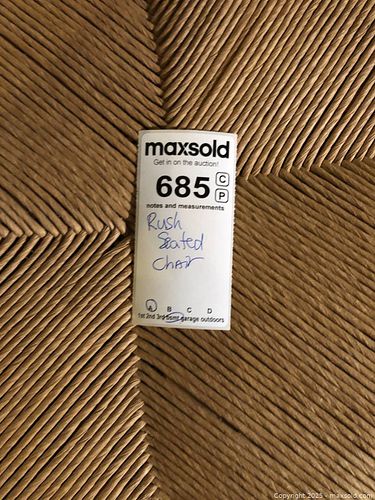 maxsold
Get in on the auction!
685 C
P
notes and measurements
Rush
Seated
Chair
A B C D
1st 2nd 3rd bsmt garage outdoors
Copyright 2025 - maxsold.com